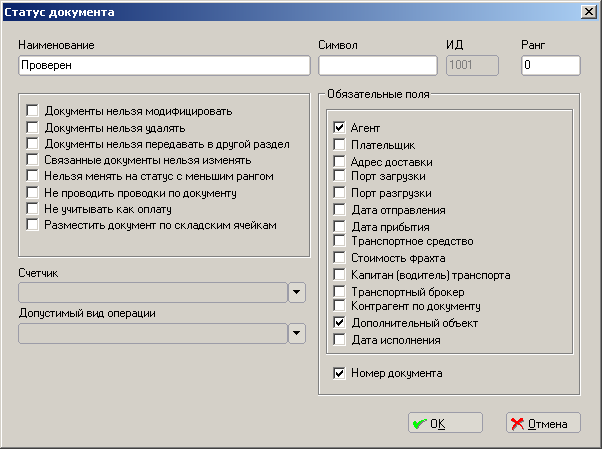 Статус документа
Наименование Символ ИД Ранг
Проверен 1001 0
Документы нельзя модифицировать
Документы нельзя удалять
Документы нельзя передавать в другой раздел
Связанные документы нельзя изменять
Нельзя менять на статус с меньшим рангом
Не проводить проводки по документу
Не учитывать как оплату
Разместить документ по складским ячейкам
Счетчик
Допустимый вид операции
Обязательные поля
Агент
Плательщик
Адрес доставки
Порт загрузки
Порт разгрузки
Дата отправления
Дата прибытия
Транспортное средство
Стоимость Фрахта
Капитан (водитель) транспорта
Транспортный брокер
Контрагент по документу
Дополнительный объект
Дата исполнения
Номер документа
OK Отмена